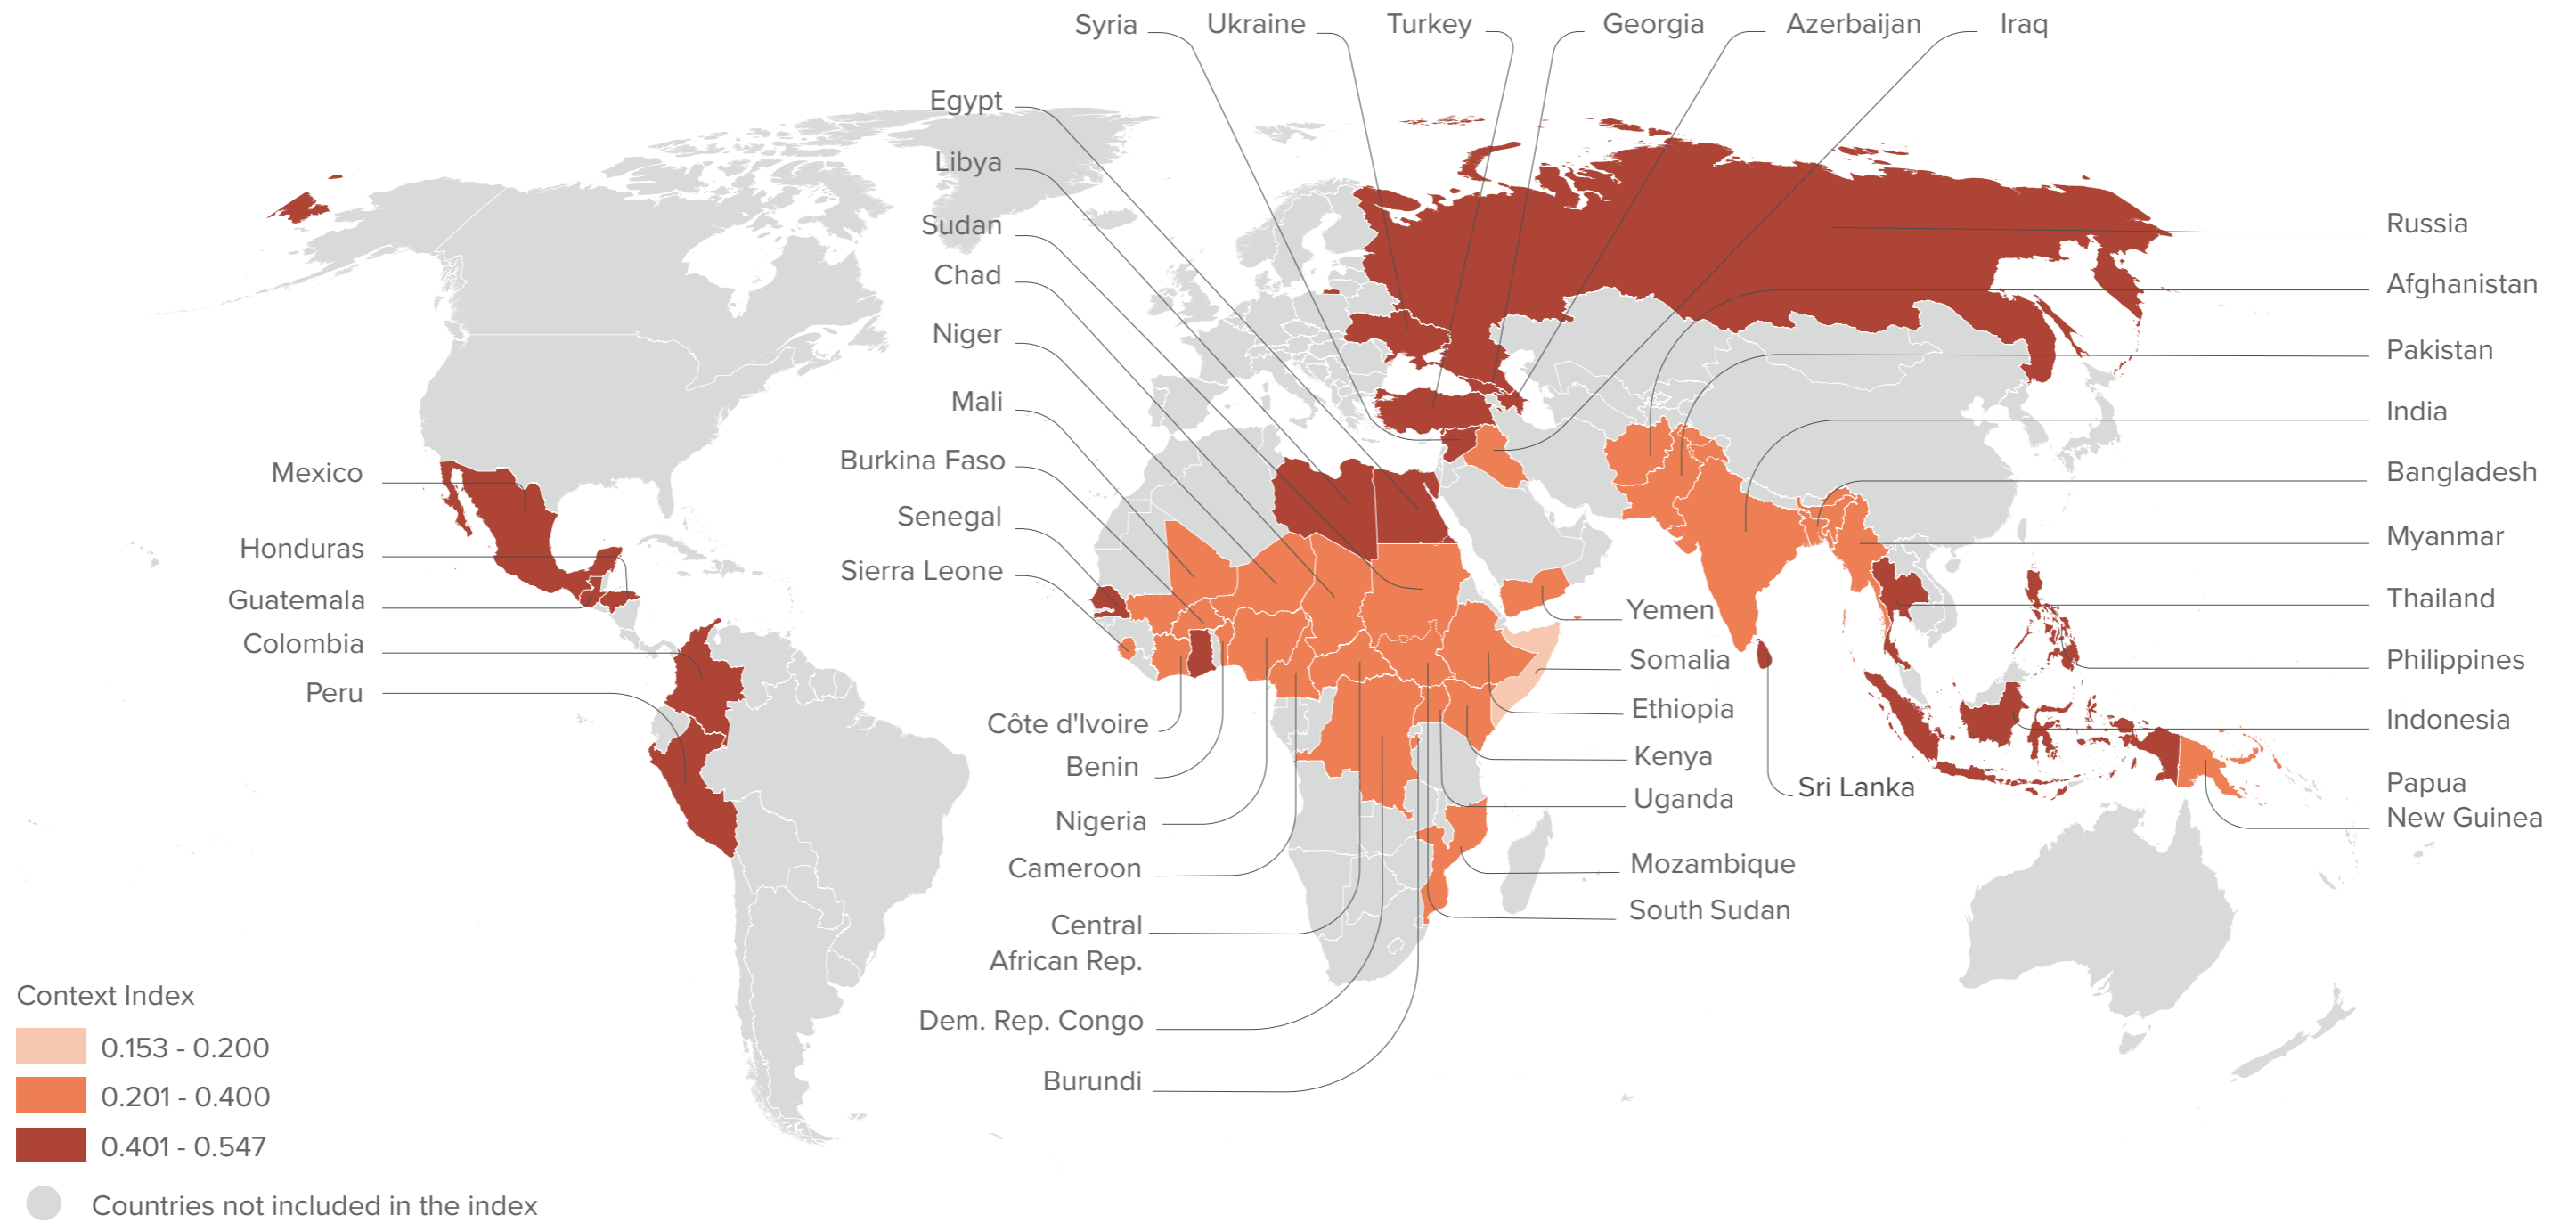 Syria
Ukraine
Turkey
Georgia
Azerbaijan
Iraq
Egypt
Libya
Sudan
Chad
Niger
Mali
Burkina Faso
Senegal
Sierra Leone
Mexico
Honduras
Guatemala
Colombia
Peru
Côte d'Ivoire
Benin
Nigeria
Cameroon
Central
African Rep.
Dem. Rep. Congo
Burundi
Yemen
Somalia
Ethiopia
Kenya
Uganda
Mozambique
South Sudan
Sri Lanka
Russia
Afghanistan
Pakistan
India
Bangladesh
Myanmar
Thailand
Philippines
Indonesia
Papua
New Guinea
Context Index
0.153 - 0.200
0.201 - 0.400
0.401 - 0.547
Countries not included in the index